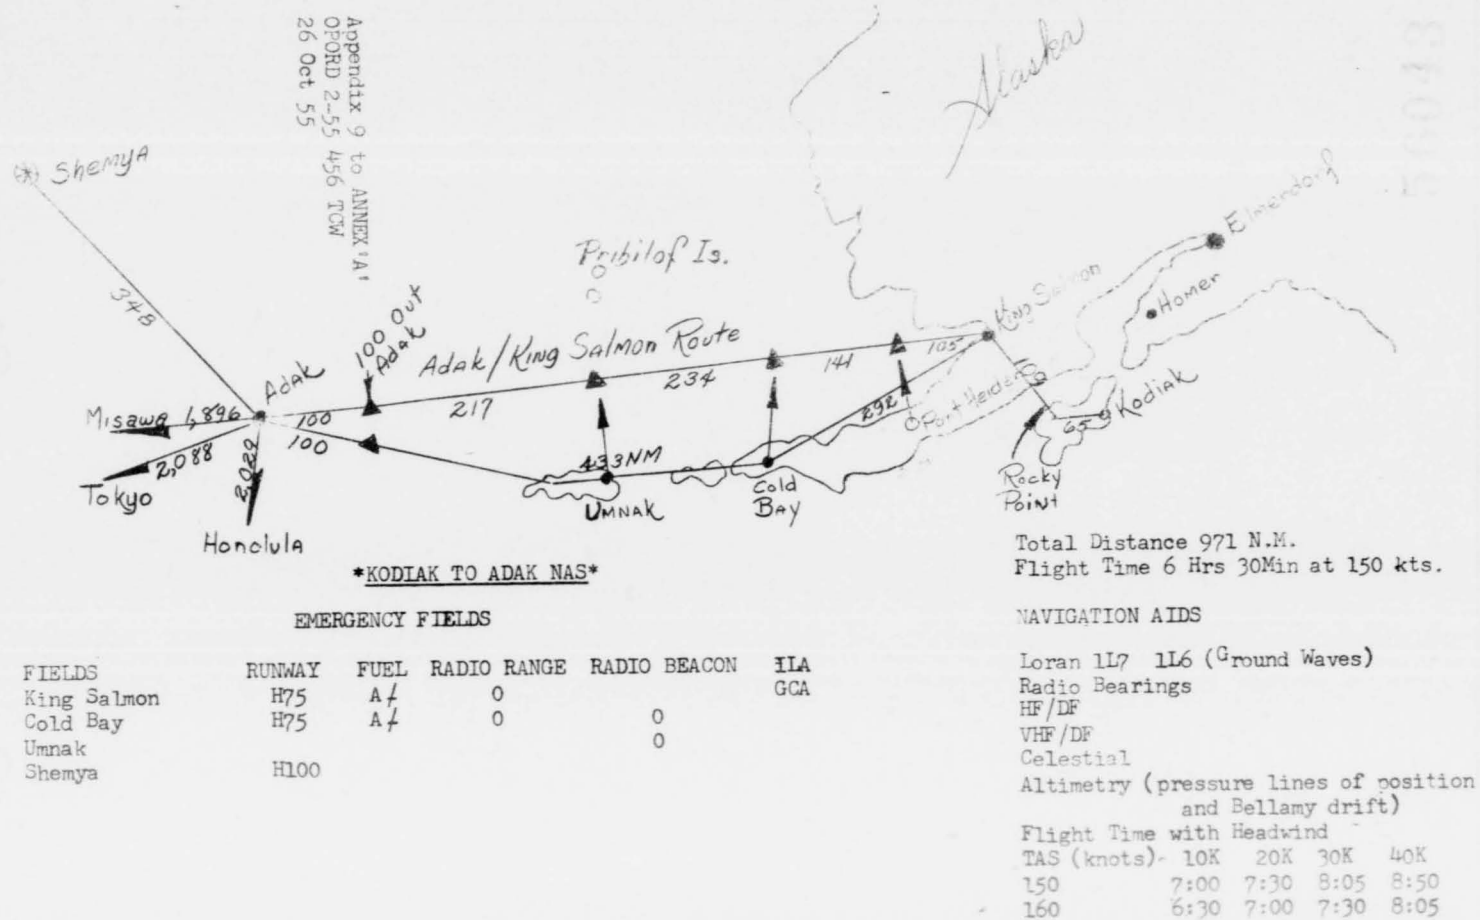 Appendix 9 to ANNEX 'A'
OPORD 2-55 456 TCW
26 Oct 55
Alaska
Shemya
348
Pribilof Is.
Elmendorf
King Salmon
Homer
Kodiak
65
Rocky
Point
Port Heiden
292
105
141
234
217
Adak/King Salmon Route
100 Out
Adak
Adak
100
100
Misawa 1,896
2,088
Tokyo
2,029
Honolula
433NM
Umnak
Cold
Bay
Total Distance 971 N.M.
Flight Time 6 Hrs 30Min at 150 kts.
*KODIAK TO ADAK NAS*
EMERGENCY FIELDS
FIELDS RUNWAY FUEL RADIO RANGE RADIO BEACON ILA
King Salmon H75 A/ O GCA
Cold Bay H75 A/ O O
Umnak O
Shemya H100
NAVIGATION AIDS
Loran 1L7 1L6 (Ground Waves)
Radio Bearings
HF/DF
VHF/DF
Celestial
Altimetry (pressure lines of position
and Bellamy drift)
Flight Time with Headwind
TAS (knots)- 10K 20K 30K 40K
150 7:00 7:30 8:05 8:50
160 6:30 7:00 7:30 8:05